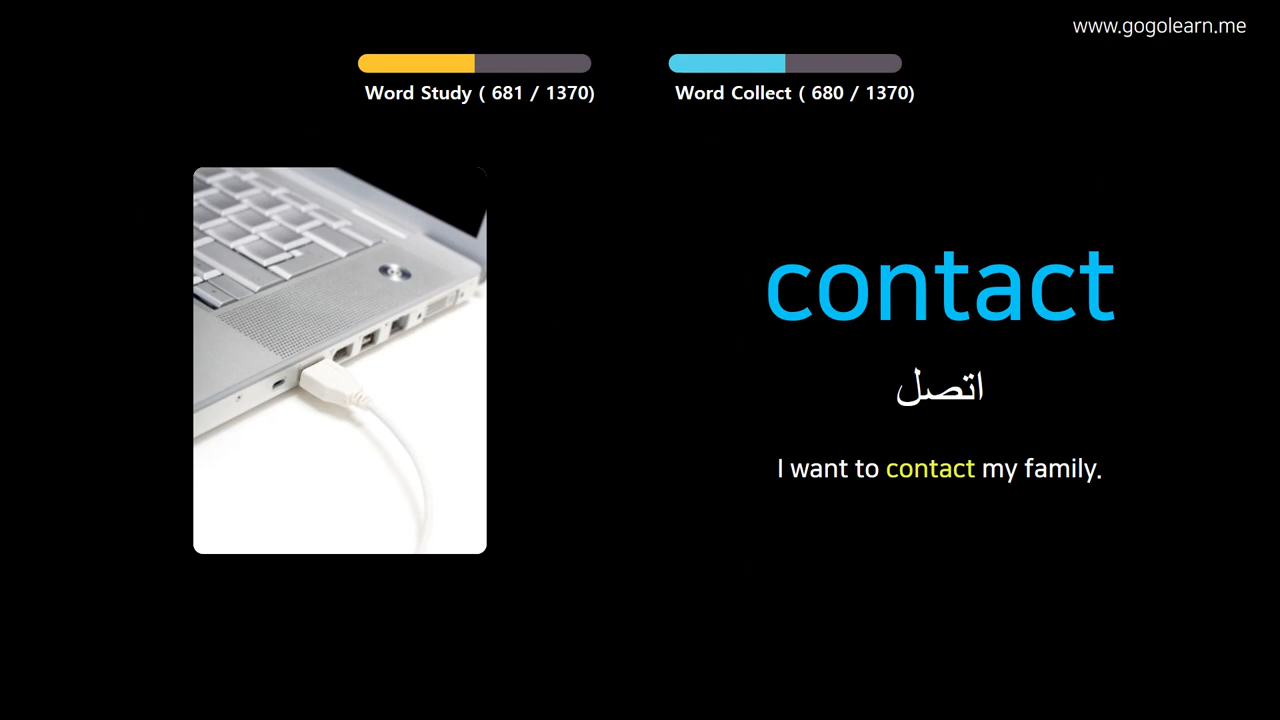 www.gogolearn.me
Word Study ( 681 / 1370)
Word Collect ( 680 / 1370)
contact
اتصل
I want to contact my family.